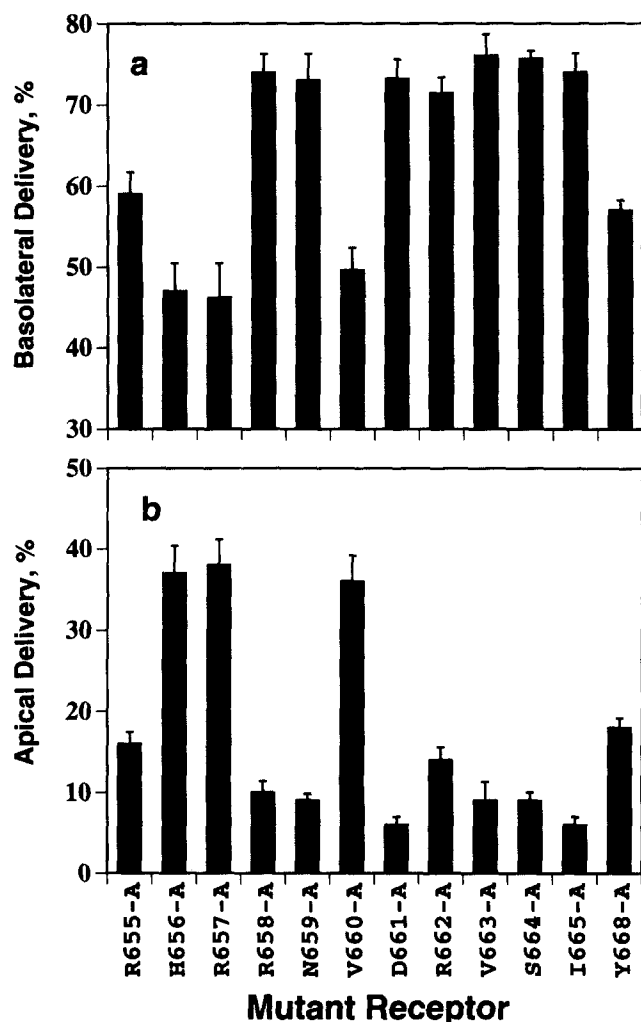 a
Basolateral Delivery, %
80
70
60
50
40
30
b
Apical Delivery, %
50
40
30
20
10
0
R655-A
H656-A
R657-A
R658-A
N659-A
V660-A
D661-A
R662-A
V663-A
S664-A
I665-A
Y668-A
Mutant Receptor